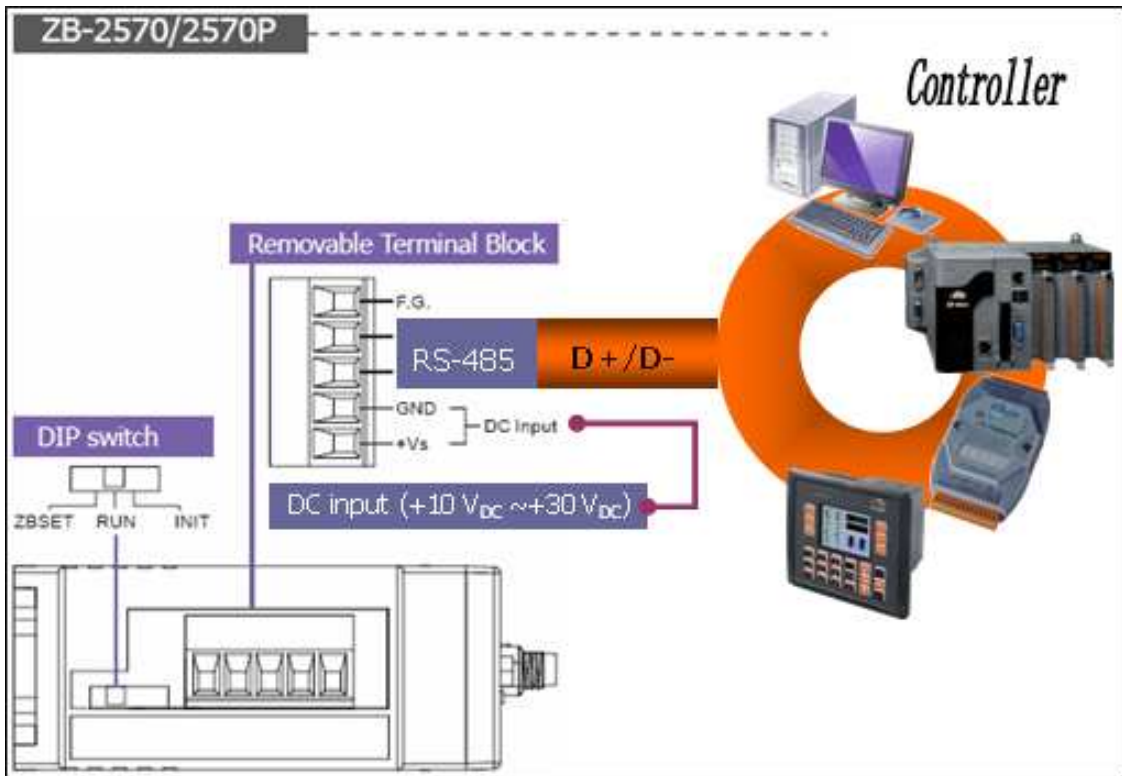 ZB-2570/2570P
Controller
Removable Terminal Block
F.G.
RS-485
D+/D-
GND
DC Input
+Vs
DIP switch
DC input (+10 VDC ~+30 VDC)
ZBSET RUN INIT